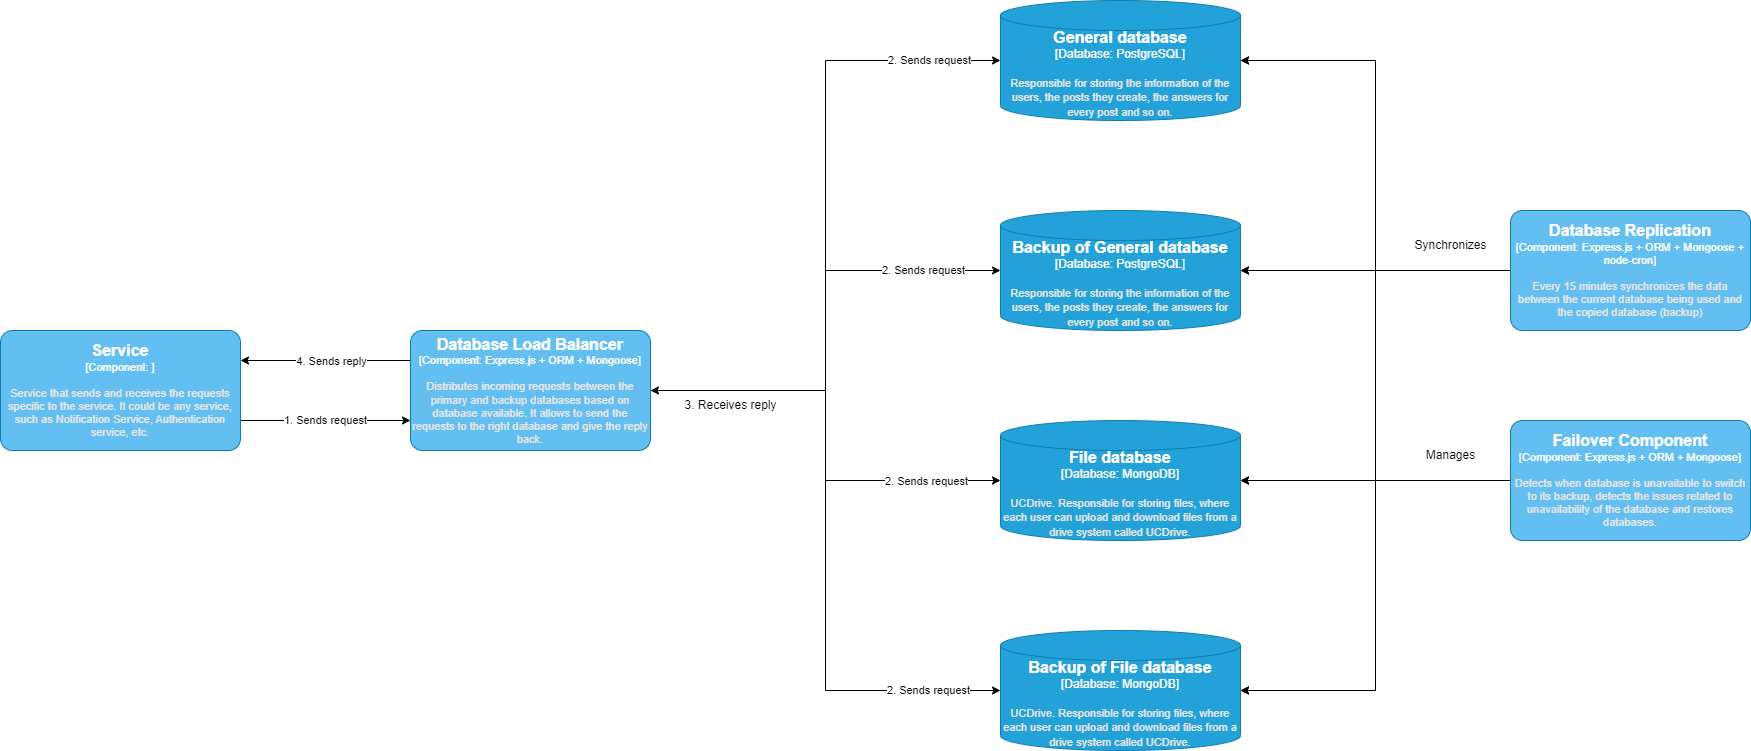 General database
[Database: PostgreSQL]
Responsible for storing the information of the
users, the posts they create, the answers for
every post and so on.
2. Sends request
Backup of General database
[Database: PostgreSQL]
Responsible for storing the information of the
users, the posts they create, the answers for
every post and so on.
2. Sends request
Synchronizes
Database Replication
[Component: Express.js + ORM + Mongoose +
node-cron]
Every 15 minutes synchronizes the data
between the current database being used and
the copied database (backup)
Service
[Component: ]
Service that sends and receives the requests
specific to the service. It could be any service,
such as Notification Service, Authentication
service, etc.
4. Sends reply
1. Sends request
Database Load Balancer
[Component: Express.js + ORM + Mongoose]
Distributes incoming requests between the
primary and backup databases based on
database available. It allows to send the
requests to the right database and give the reply
back.
3. Receives reply
File database
[Database: MongoDB]
UCDrive. Responsible for storing files, where
each user can upload and download files from a
drive system called UCDrive.
2. Sends request
Manages
Failover Component
[Component: Express.js + ORM + Mongoose]
Detects when database is unavailable to switch
to its backup, detects the issues related to
unavailability of the database and restores
databases.
Backup of File database
[Database: MongoDB]
UCDrive. Responsible for storing files, where
each user can upload and download files from a
drive system called UCDrive.
2. Sends request